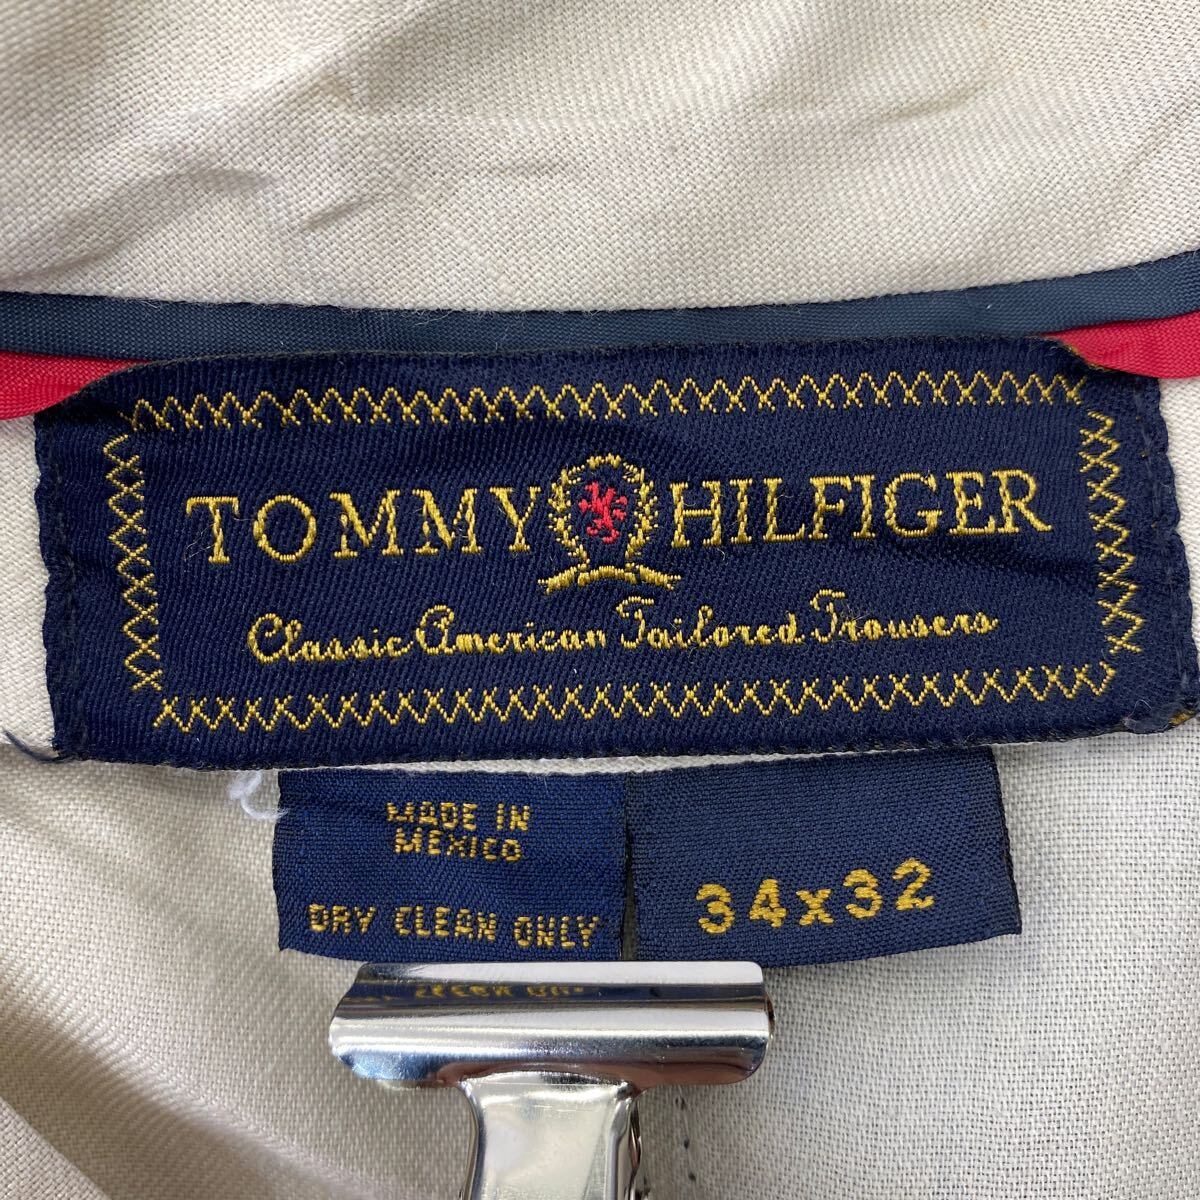 TOMMY HILFIGER
Classic American Tailored Trousers
MADE IN
MEXICO
DRY CLEAN ONLY
34x32